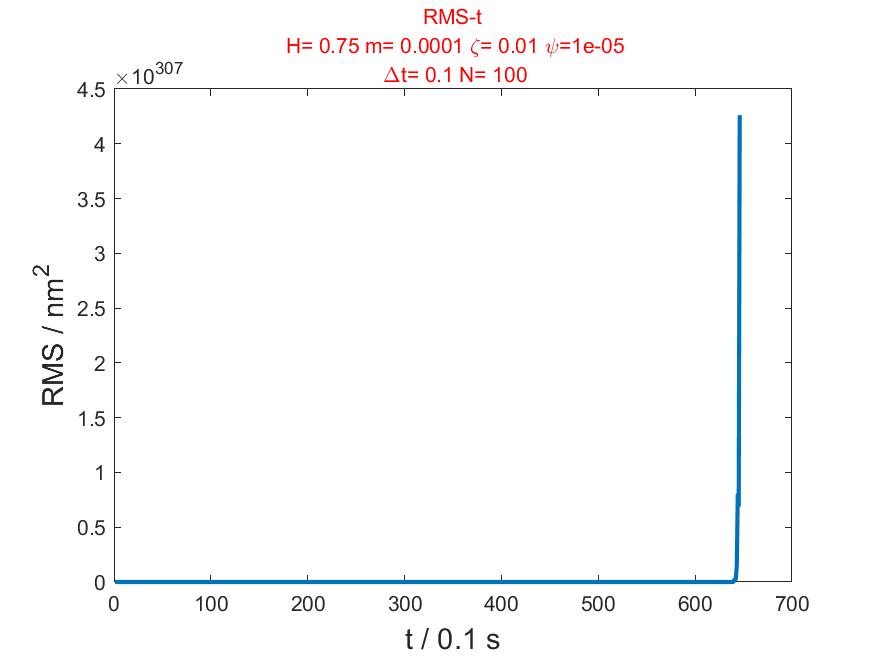 RMS-t
H= 0.75 m= 0.0001 ζ= 0.01 ψ=1e-05
Δt= 0.1 N= 100
×10^307
4.5
4
3.5
3
2.5
2
1.5
1
0.5
0
RMS / nm^2
0 100 200 300 400 500 600 700
t / 0.1 s